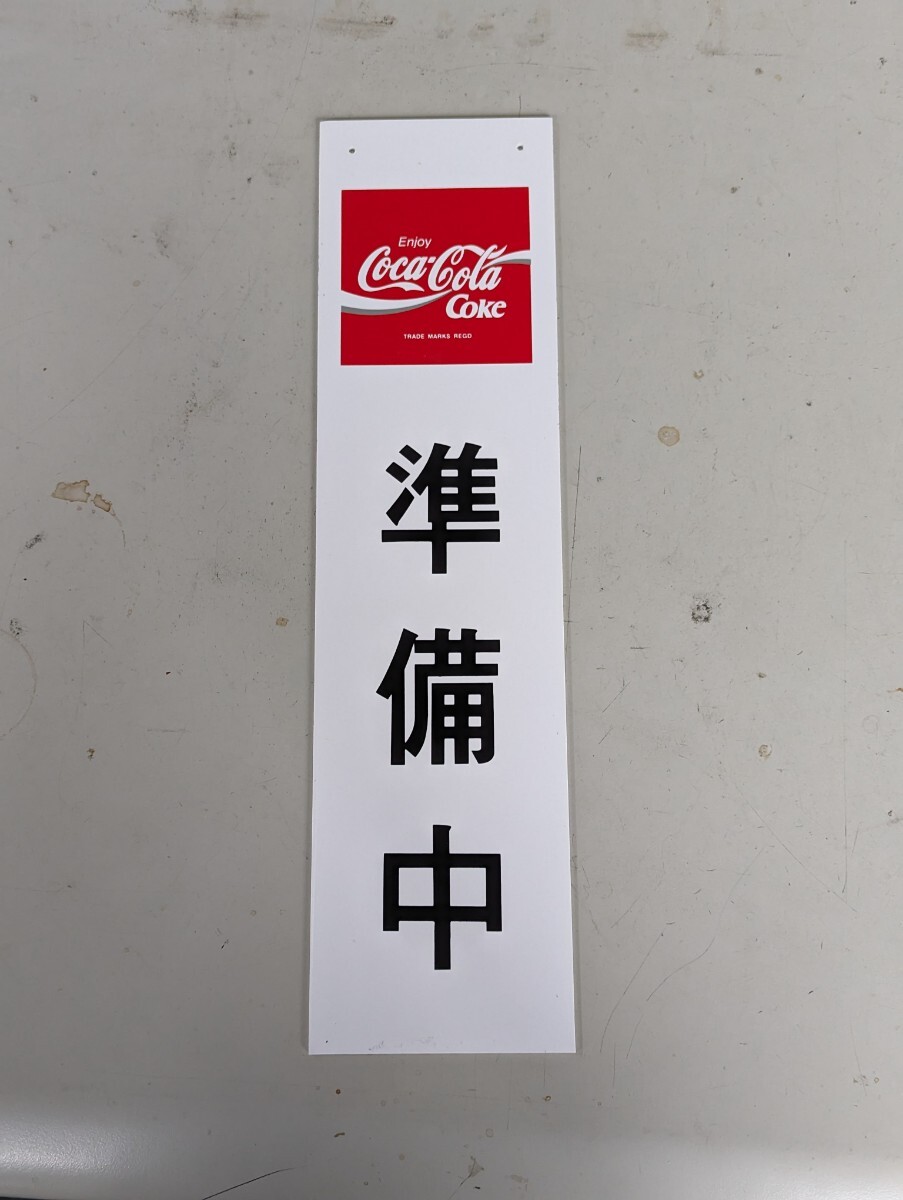 Enjoy
Coca-Cola
Coke
TRADE MARKS REGD
準備中